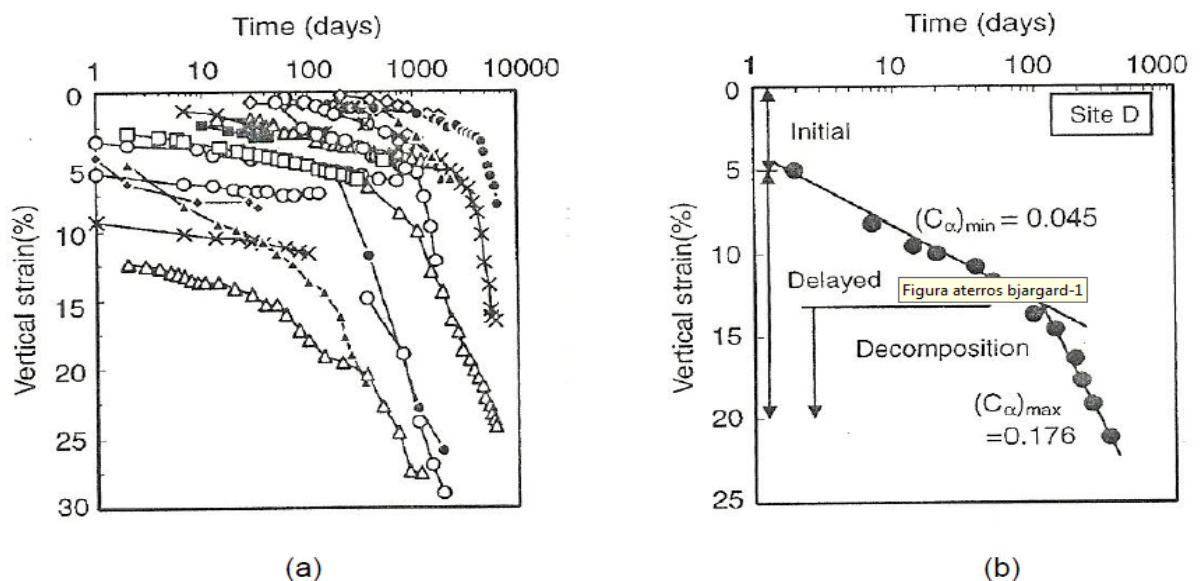 Time (days)
1 10 100 1000 10000
Vertical strain(%)
0
5
10
15
20
25
30
(a)
Time (days)
1 10 100 1000
Vertical strain(%)
0
5
10
15
20
25
Site D
Initial
(Cα)min = 0.045
Delayed
Figura aterros bjargard-1
Decomposition
(Cα)max
=0.176
(b)